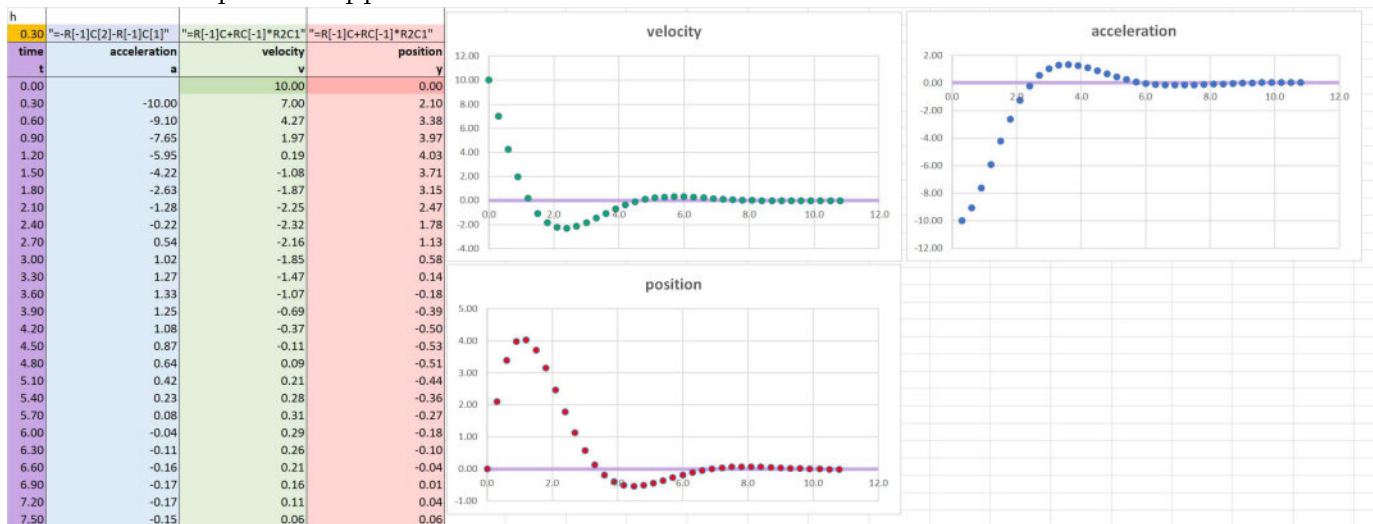 h
0.30 "=-R[-1]C[2]-R[-1]C[1]" "=R[-1]C+RC[-1]*R2C1" "=R[-1]C+RC[-1]*R2C1"
time acceleration velocity position
t a v y
0.00 10.00 0.00
0.30 -10.00 7.00 2.10
0.60 -9.10 4.27 3.38
0.90 -7.65 1.97 3.97
1.20 -5.95 0.19 4.03
1.50 -4.22 -1.08 3.71
1.80 -2.63 -1.87 3.15
2.10 -1.28 -2.25 2.47
2.40 -0.22 -2.32 1.78
2.70 0.54 -2.16 1.13
3.00 1.02 -1.85 0.58
3.30 1.27 -1.47 0.14
3.60 1.33 -1.07 -0.18
3.90 1.25 -0.69 -0.39
4.20 1.08 -0.37 -0.50
4.50 0.87 -0.11 -0.53
4.80 0.64 0.09 -0.51
5.10 0.42 0.21 -0.44
5.40 0.23 0.28 -0.36
5.70 0.08 0.31 -0.27
6.00 -0.04 0.29 -0.18
6.30 -0.11 0.26 -0.10
6.60 -0.16 0.21 -0.04
6.90 -0.17 0.16 0.01
7.20 -0.17 0.11 0.04
7.50 -0.15 0.06 0.06
velocity
12.00
10.00
8.00
6.00
4.00
2.00
0.00
0.0 2.0 4.0 6.0 8.0 10.0 12.0
-2.00
-4.00
acceleration
2.00
0.00
0.0 2.0 4.0 6.0 8.0 10.0 12.0
-2.00
-4.00
-6.00
-8.00
-10.00
-12.00
position
5.00
4.00
3.00
2.00
1.00
0.00
0.0 2.0 4.0 6.0 8.0 10.0 12.0
-1.00